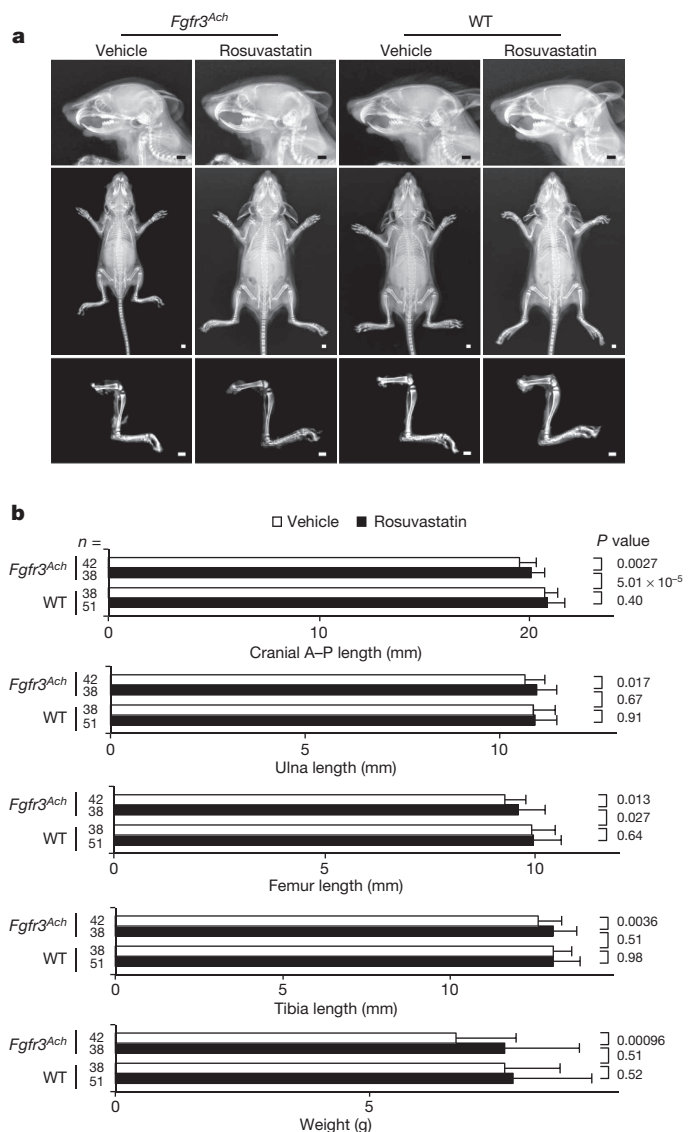 Fgfr3Ach WT
a
Vehicle Rosuvastatin Vehicle Rosuvastatin
b
Vehicle Rosuvastatin
n = P value
Fgfr3Ach 42 0.0027
38 5.01 × 10–5
WT 38 0.40
51
0 10 20
Cranial A–P length (mm)
Fgfr3Ach 42 0.017
38 0.67
WT 38 0.91
51
0 5 10
Ulna length (mm)
Fgfr3Ach 42 0.013
38 0.027
WT 38 0.64
51
0 5 10
Femur length (mm)
Fgfr3Ach 42 0.0036
38 0.51
WT 38 0.98
51
0 5 10
Tibia length (mm)
Fgfr3Ach 42 0.00096
38 0.51
WT 38 0.52
51
0 5
Weight (g)